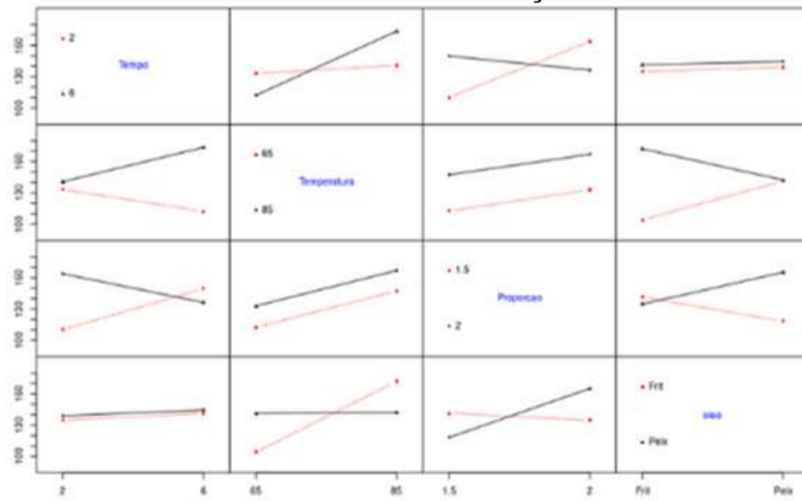 100 130 160
2
Tempo
6
100 130 160
65
Temperatura
85
100 130 160
1.5
Proporcao
2
100 130 160
Frit
oleo
Peix
2 6 65 85 1.5 2 Frit Peix